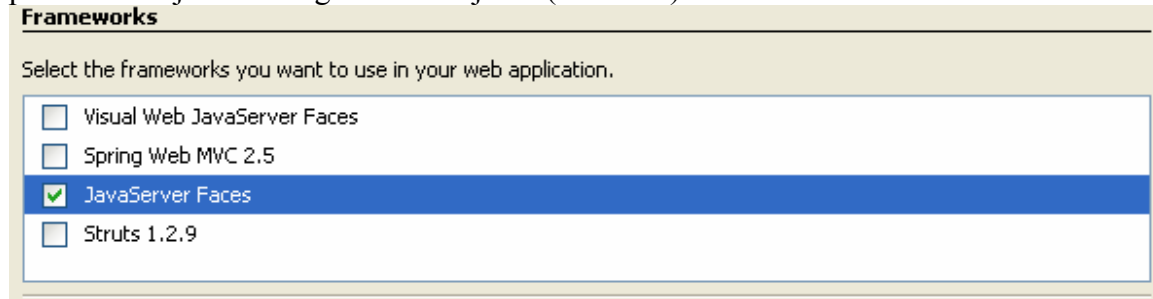 Frameworks
Select the frameworks you want to use in your web application.
Visual Web JavaServer Faces
Spring Web MVC 2.5
JavaServer Faces
Struts 1.2.9